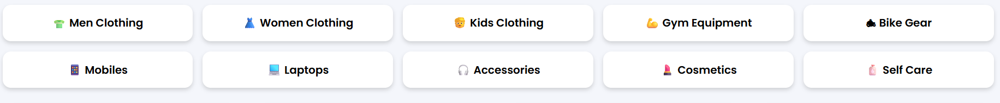 Men Clothing
Women Clothing
Kids Clothing
Gym Equipment
Bike Gear
Mobiles
Laptops
Accessories
Cosmetics
Self Care